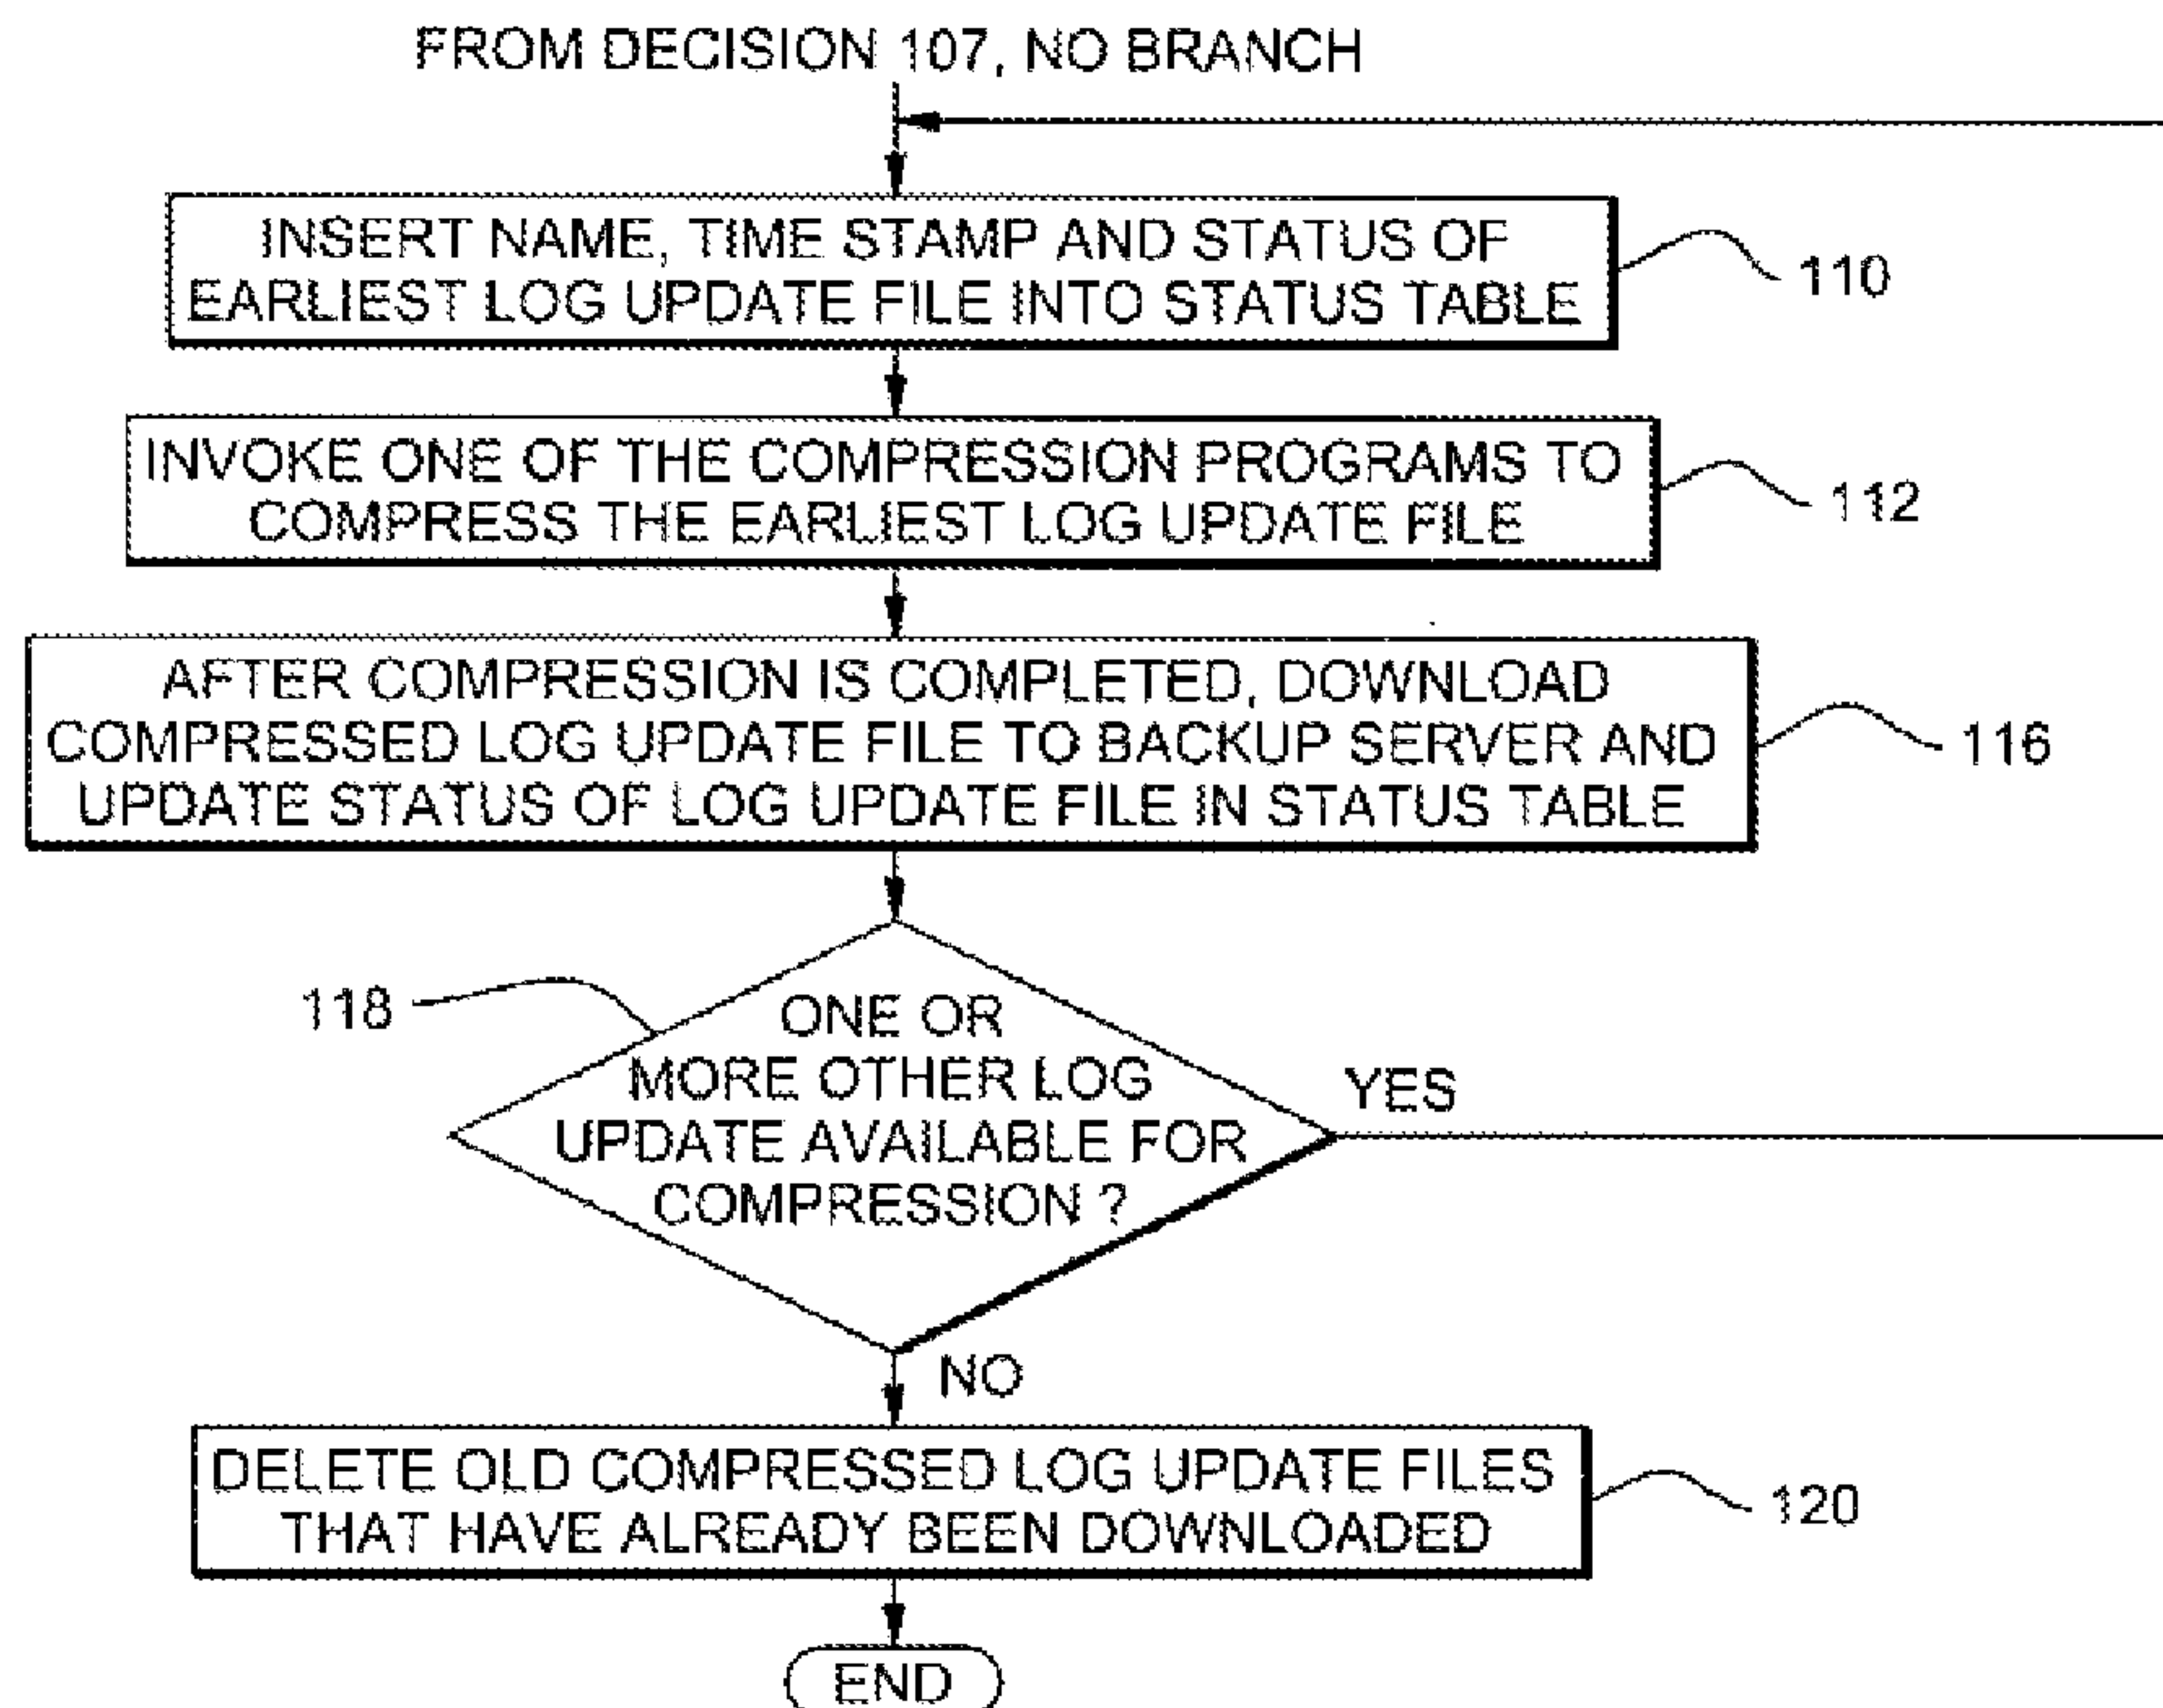 FROM DECISION 107, NO BRANCH
INSERT NAME, TIME STAMP AND STATUS OF
EARLIEST LOG UPDATE FILE INTO STATUS TABLE
110
INVOKE ONE OF THE COMPRESSION PROGRAMS TO
COMPRESS THE EARLIEST LOG UPDATE FILE
112
AFTER COMPRESSION IS COMPLETED, DOWNLOAD
COMPRESSED LOG UPDATE FILE TO BACKUP SERVER AND
UPDATE STATUS OF LOG UPDATE FILE IN STATUS TABLE
116
118
ONE OR
MORE OTHER LOG
UPDATE AVAILABLE FOR
COMPRESSION ?
YES
NO
DELETE OLD COMPRESSED LOG UPDATE FILES
THAT HAVE ALREADY BEEN DOWNLOADED
120
END